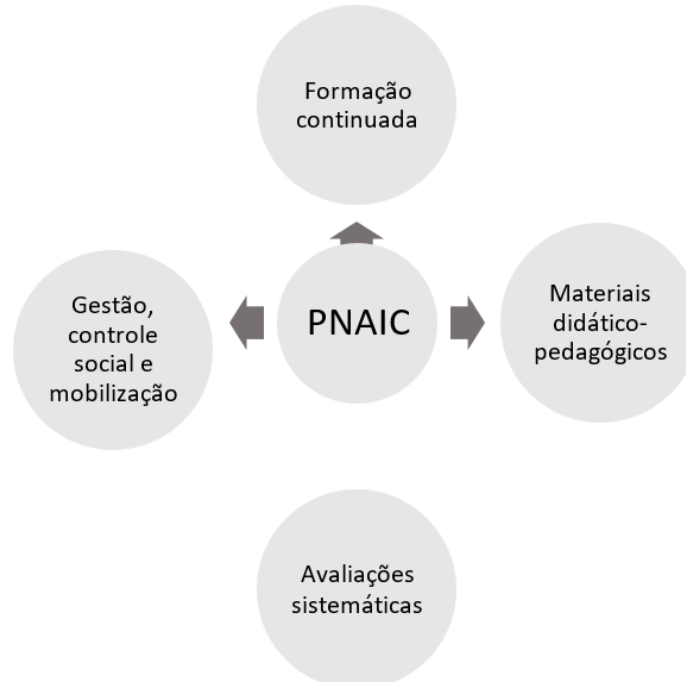 Formação
continuada
Gestão,
controle
social e
mobilização
PNAIC
Materiais
didático-
pedagógicos
Avaliações
sistemáticas